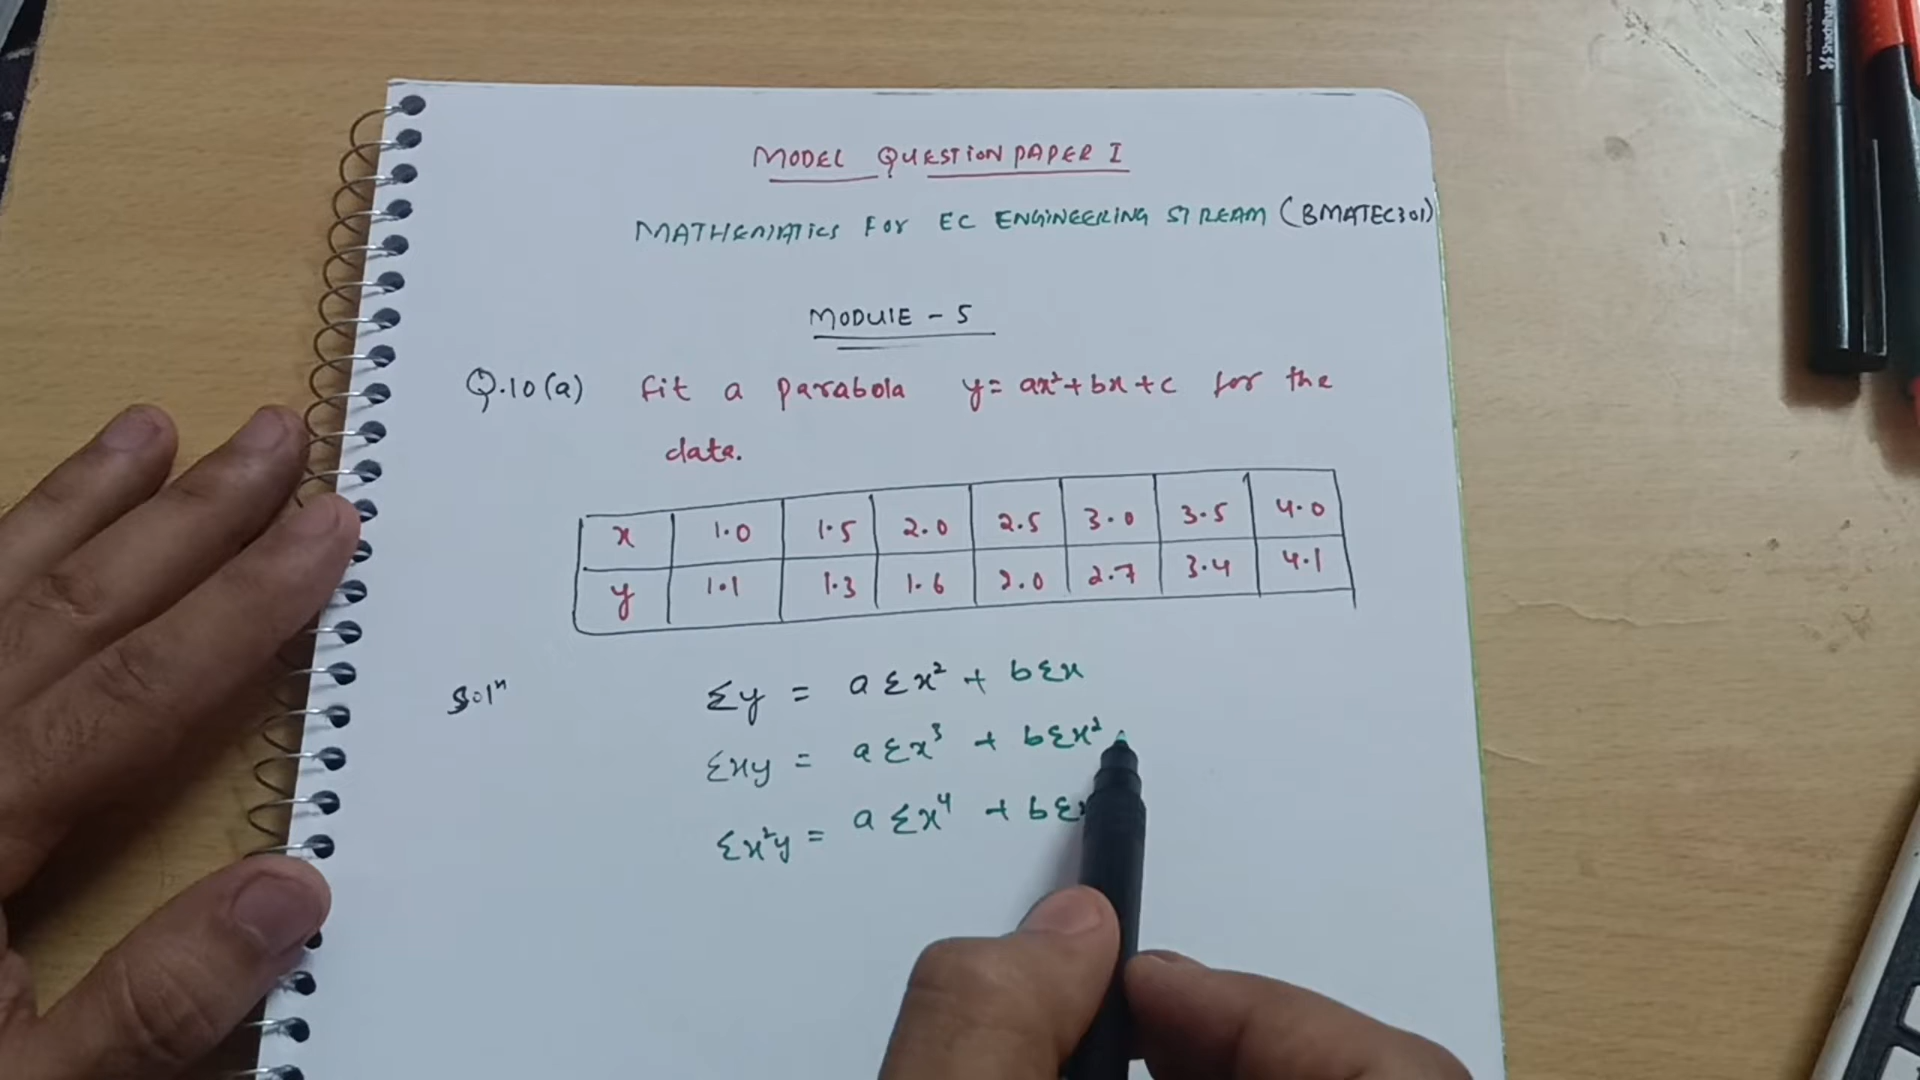 MODEL QUESTION PAPER I
MATHEMATICS FOR EC ENGINEERING STREAM (BMATEC301)
MODULE - 5
Q.10(a) Fit a parabola y = ax² + bx + c for the
data.
x 1.0 1.5 2.0 2.5 3.0 3.5 4.0
y 1.1 1.3 1.6 2.0 2.7 3.4 4.1
Solⁿ Σy = aΣx² + bΣx
Σxy = aΣx³ + bΣx²
Σx²y = aΣx⁴ + bΣx